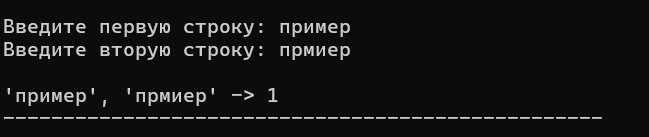 Введите первую строку: пример
Введите вторую строку: прмиер
'пример', 'прмиер' -> 1
--------------------------------------------------